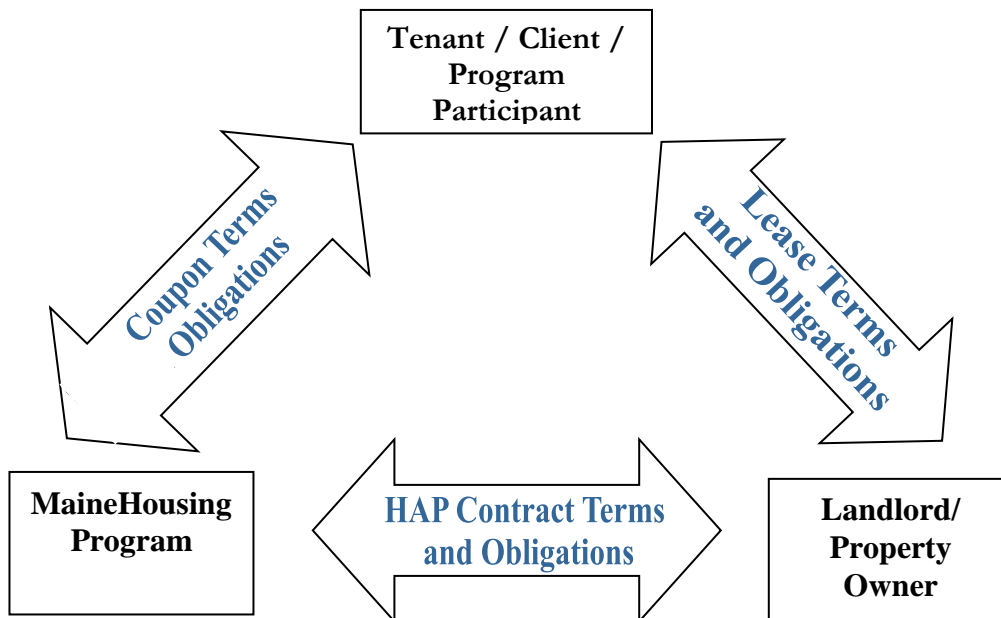 Tenant / Client /
Program
Participant
Coupon Terms
Obligations
Lease Terms
and Obligations
MaineHousing
Program
HAP Contract Terms
and Obligations
Landlord/
Property
Owner